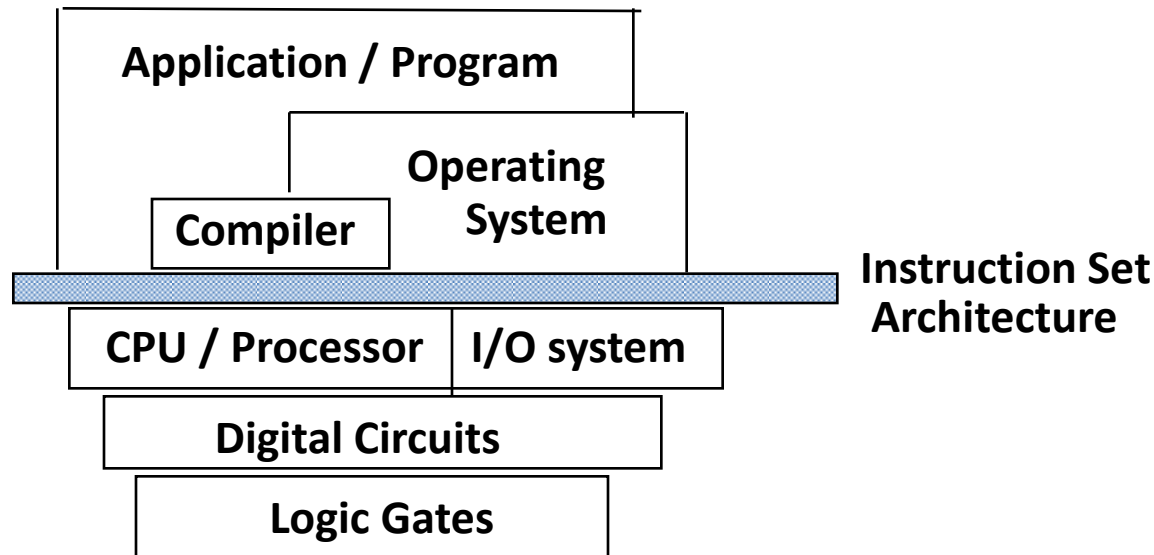 Application / Program
Operating
System
Compiler
Instruction Set
Architecture
CPU / Processor
I/O system
Digital Circuits
Logic Gates